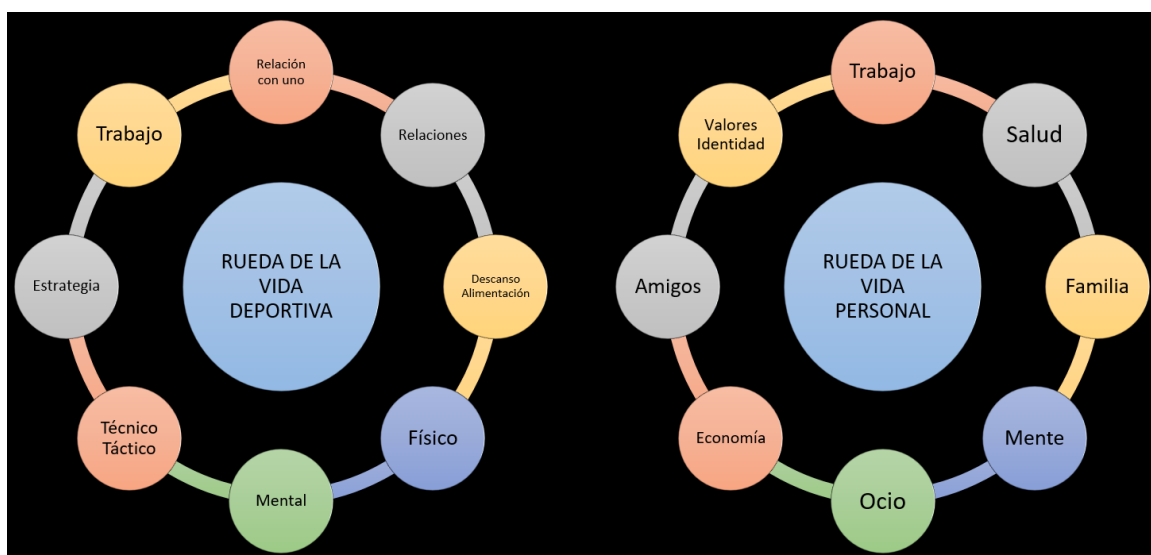 Relación
con uno
Relaciones
Descanso
Alimentación
Físico
Mental
Técnico
Táctico
Estrategia
Trabajo
RUEDA DE LA
VIDA
DEPORTIVA
Trabajo
Salud
Familia
Mente
Ocio
Economía
Amigos
Valores
Identidad
RUEDA DE LA
VIDA
PERSONAL